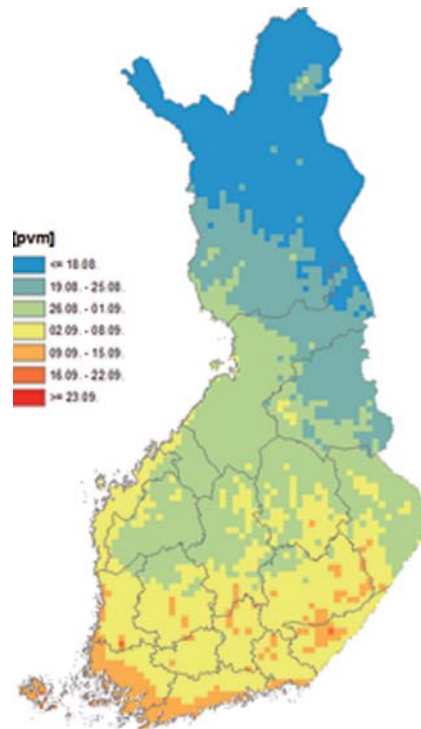 [pvm]
<= 18.08.
19.08. - 25.08.
26.08. - 01.09.
02.09. - 08.09.
09.09. - 15.09.
16.09. - 22.09.
>= 23.09.